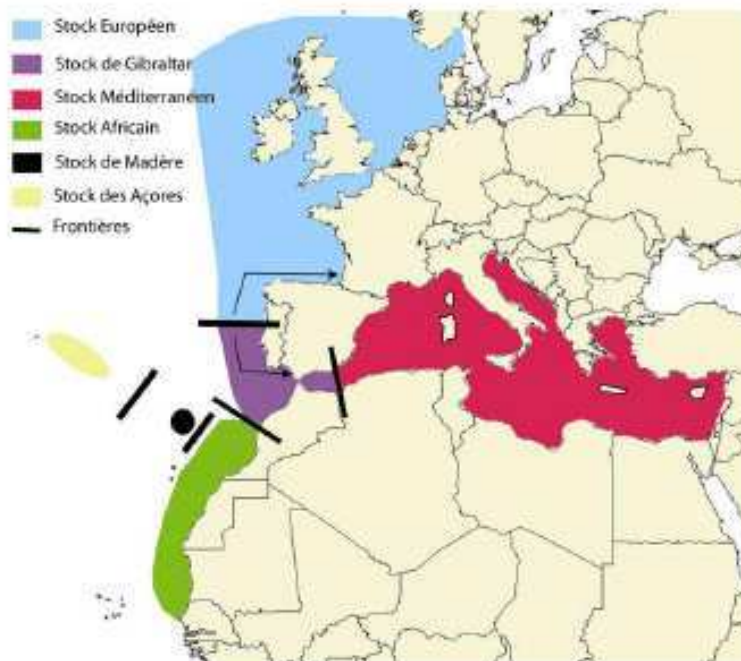 Stock Européen
Stock de Gibraltar
Stock Méditerranéen
Stock Africain
Stock de Madère
Stock des Açores
Frontières